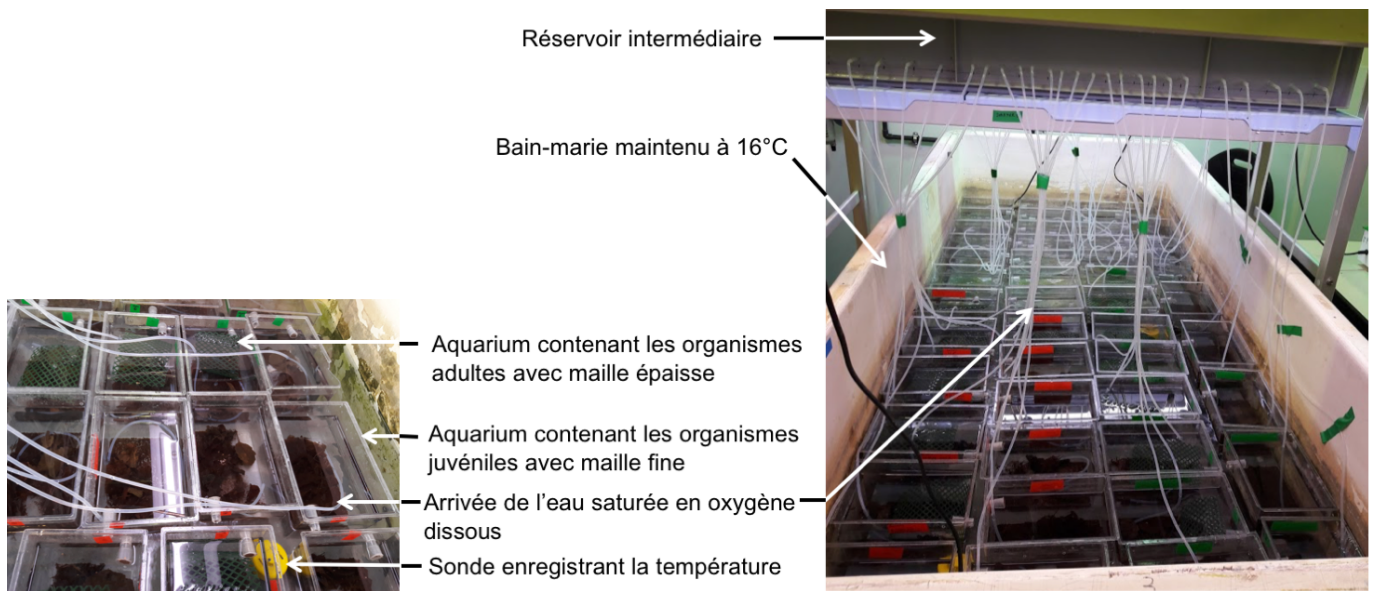 Réservoir intermédiaire
Bain-marie maintenu à 16°C
Aquarium contenant les organismes
adultes avec maille épaisse
Aquarium contenant les organismes
juvéniles avec maille fine
Arrivée de l'eau saturée en oxygène
dissous
Sonde enregistrant la température
3